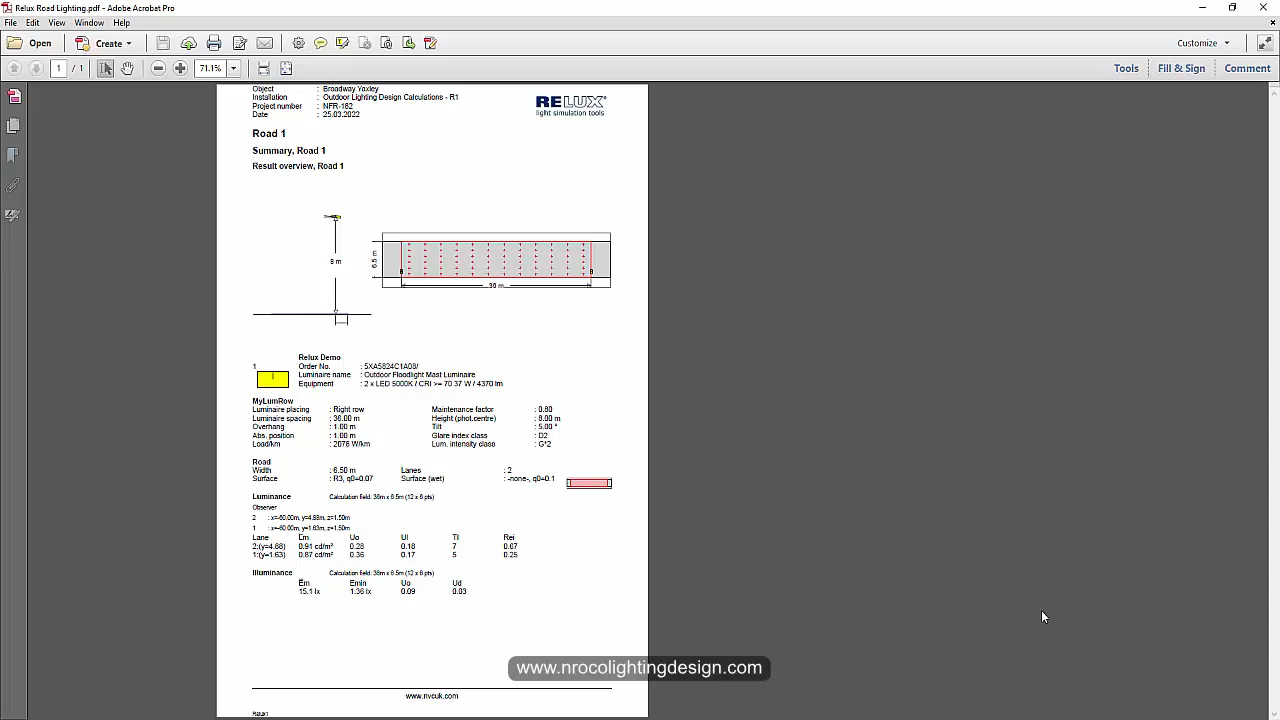 Relux Road Lighting.pdf - Adobe Acrobat Pro
File Edit View Window Help
Open Create Customize
1 / 1 71.1% Tools Fill & Sign Comment
Object : Broadway Yaxley
Installation : Outdoor Lighting Design Calculations - R1
Project number : NFR-182
Date : 25.03.2022
RELUX
light simulation tools
Road 1
Summary, Road 1
Result overview, Road 1
8 m
6.5 m
36 m
Relux Demo
1 Order No. : 5XA5824C1A08/
Luminaire name : Outdoor Floodlight Mast Luminaire
Equipment : 2 x LED 5000K / CRI >= 70 37 W / 4370 lm
MyLumRow
Luminaire placing : Right row Maintenance factor : 0.80
Luminaire spacing : 36.00 m Height (phot.centre) : 8.00 m
Overhang : 1.00 m Tilt : 5.00 °
Abs. position : 1.00 m Glare index class : D2
Load/km : 2078 W/km Lum. intensity class : G*2
Road
Width : 6.50 m Lanes : 2
Surface : R3, q0=0.07 Surface (wet) : -none-, q0=0.1
Luminance Calculation field: 36m x 6.5m (12 x 6 pts)
Observer
2 : x=-60.00m, y=4.88m, z=1.50m
1 : x=-60.00m, y=1.63m, z=1.50m
Lane Em Uo Ul TI Rei
2:(y=4.88) 0.91 cd/m² 0.28 0.18 7 0.67
1:(y=1.63) 0.87 cd/m² 0.36 0.17 5 0.25
Illuminance Calculation field: 36m x 6.5m (12 x 6 pts)
Em Emin Uo Ud
15.1 lx 1.36 lx 0.09 0.03
www.nrocolightingdesign.com
www.nvcuk.com
Relux1